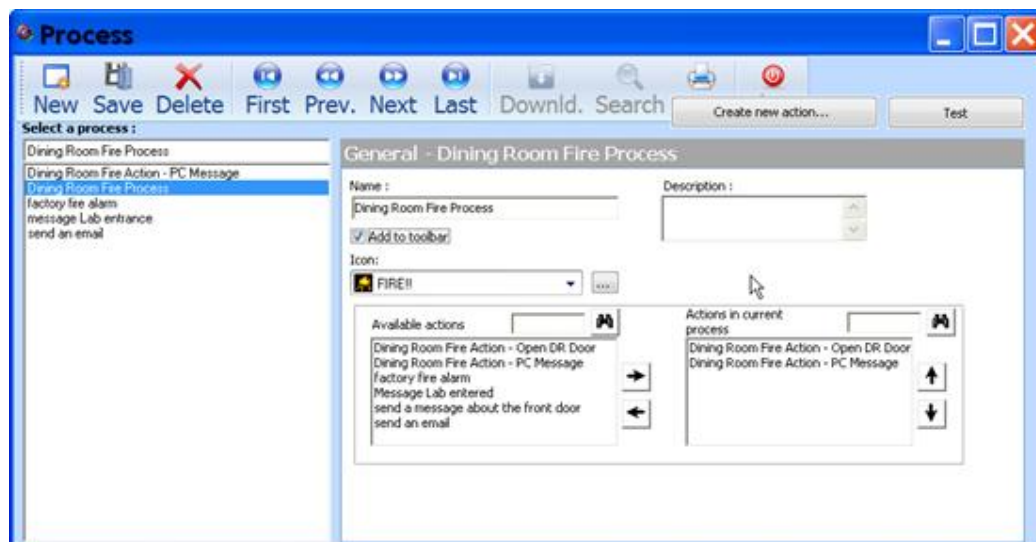 Process
New Save Delete First Prev. Next Last Downld. Search
Create new action... Test
Select a process :
Dining Room Fire Process
Dining Room Fire Action - PC Message
Dining Room Fire Process
factory fire alarm
message Lab entrance
send an email
General - Dining Room Fire Process
Name :
Description :
Dining Room Fire Process
Add to toolbar
Icon:
FIRE!!
...
Available actions
Dining Room Fire Action - Open DR Door
Dining Room Fire Action - PC Message
factory fire alarm
Message Lab entered
send a message about the front door
send an email
Actions in current
process
Dining Room Fire Action - Open DR Door
Dining Room Fire Action - PC Message